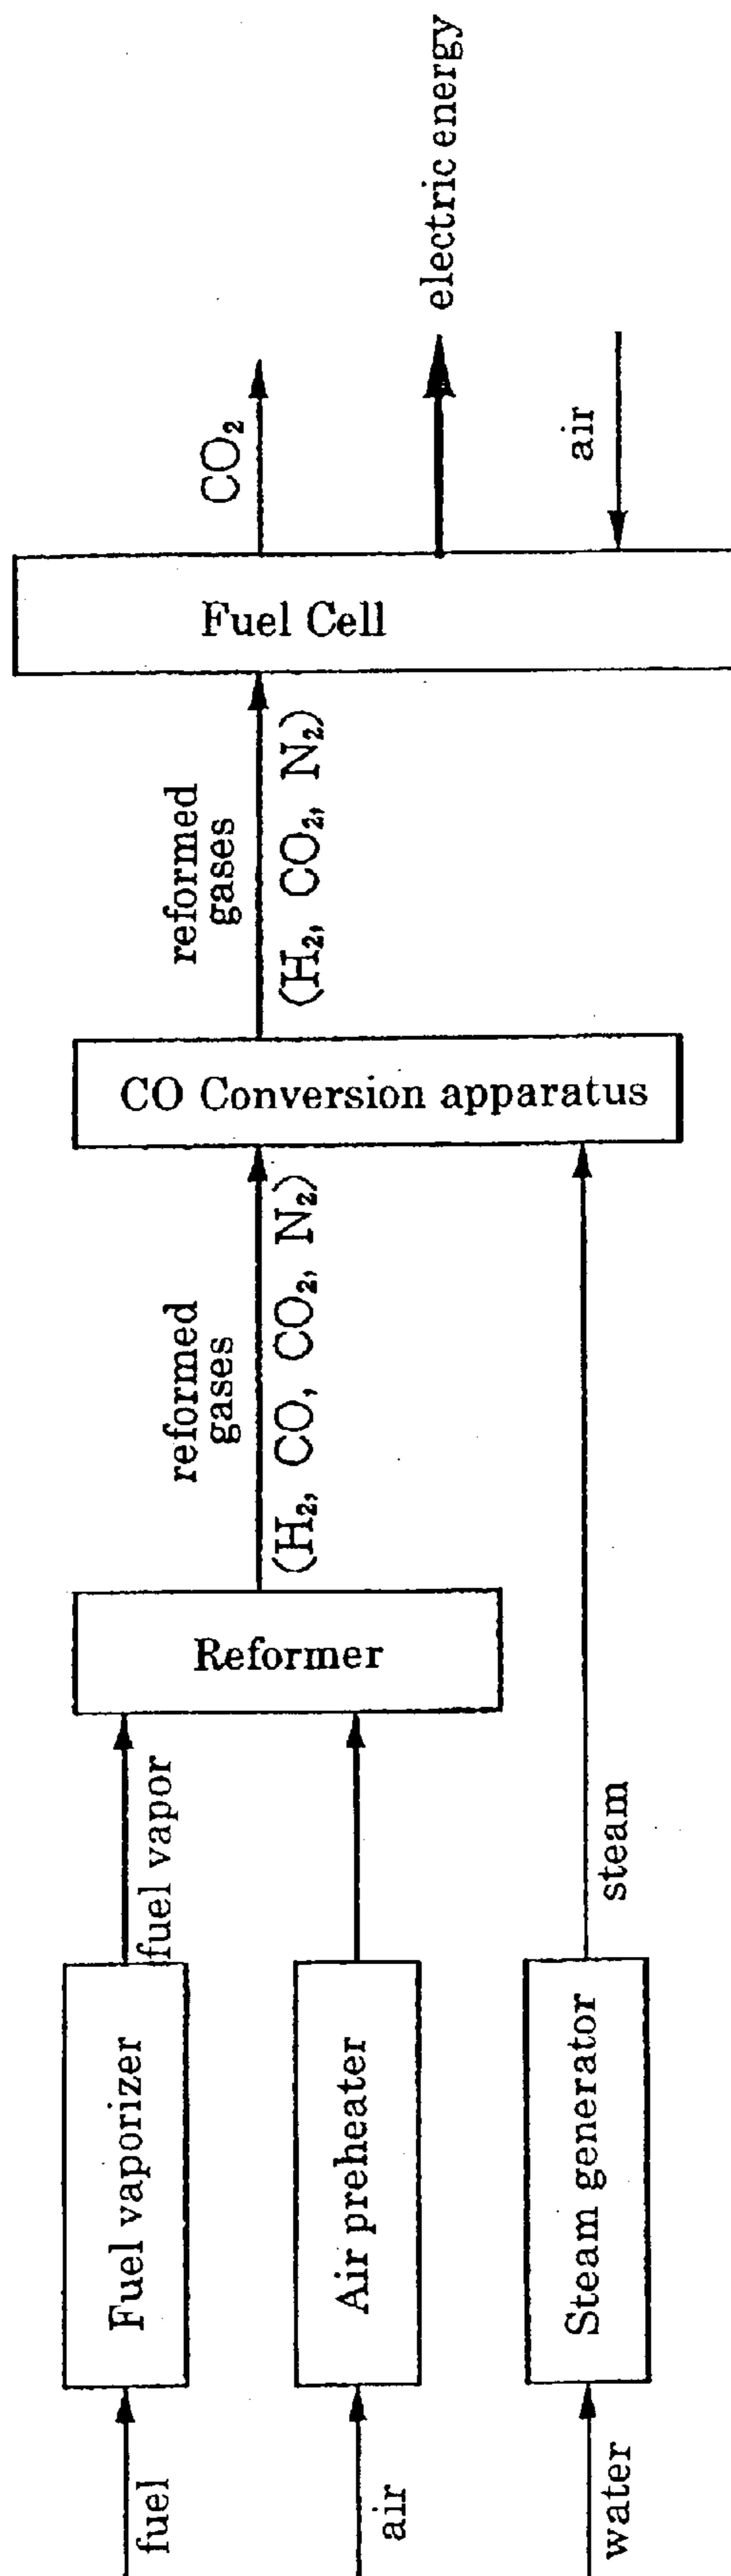 fuel
air
water
Fuel vaporizer
Air preheater
Steam generator
fuel vapor
steam
Reformer
reformed
gases
(H₂, CO, CO₂, N₂)
CO Conversion apparatus
reformed
gases
(H₂, CO₂, N₂)
Fuel Cell
CO₂
electric energy
air